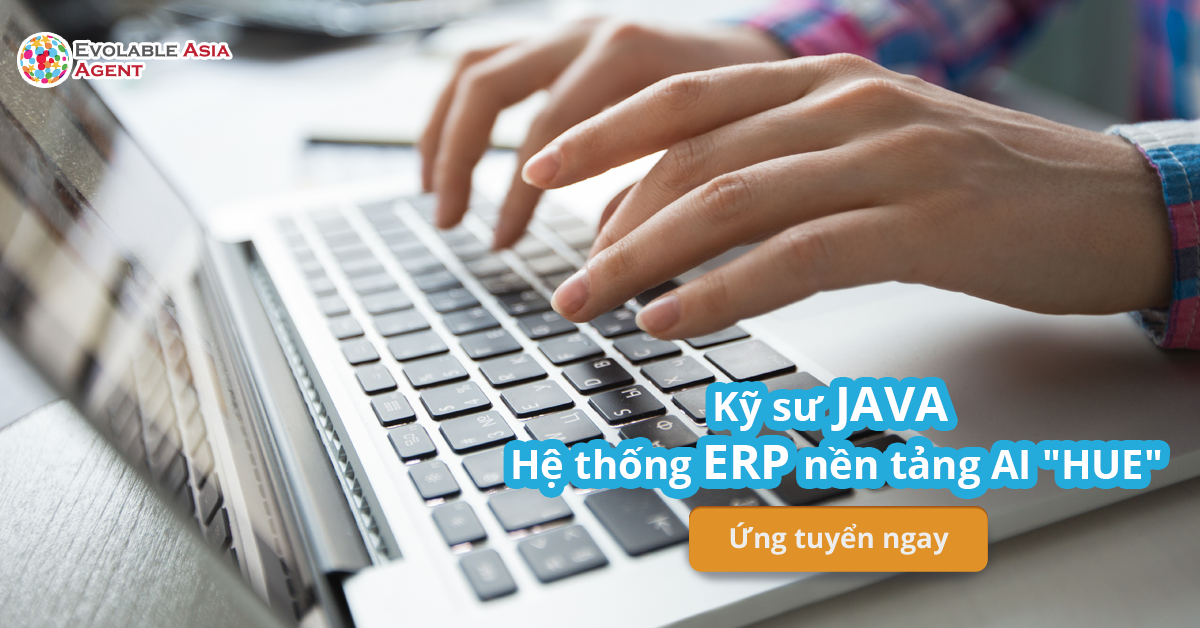 EVOLABLE ASIA
AGENT
Kỹ sư JAVA
Hệ thống ERP nền tảng AI "HUE"
Ứng tuyển ngay